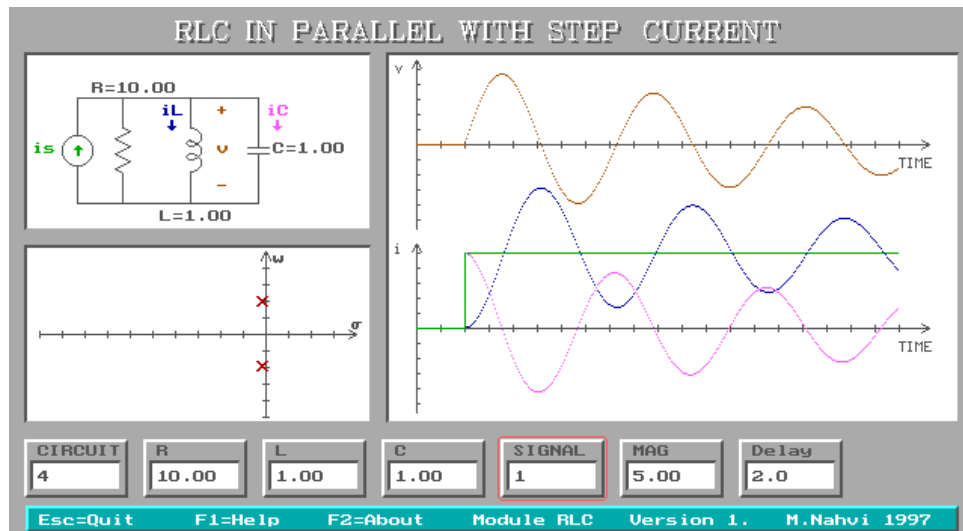 RLC IN PARALLEL WITH STEP CURRENT
R=10.00
iL + iC
is v C=1.00
−
L=1.00
v
TIME
i
TIME
w
σ
CIRCUIT R L C SIGNAL MAG Delay
4 10.00 1.00 1.00 1 5.00 2.0
Esc=Quit F1=Help F2=About Module RLC Version 1. M.Nahvi 1997